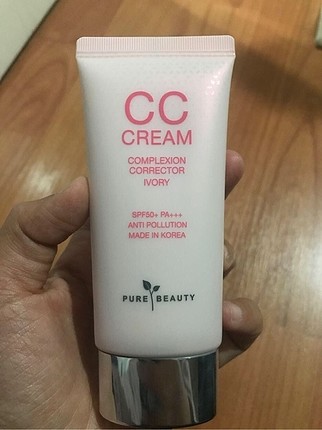 CC
CREAM
COMPLEXION
CORRECTOR
IVORY
SPF50+ PA+++
ANTI POLLUTION
MADE IN KOREA
PURE BEAUTY